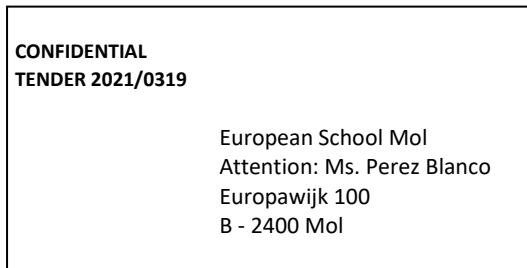 CONFIDENTIAL
TENDER 2021/0319
European School Mol
Attention: Ms. Perez Blanco
Europawijk 100
B - 2400 Mol